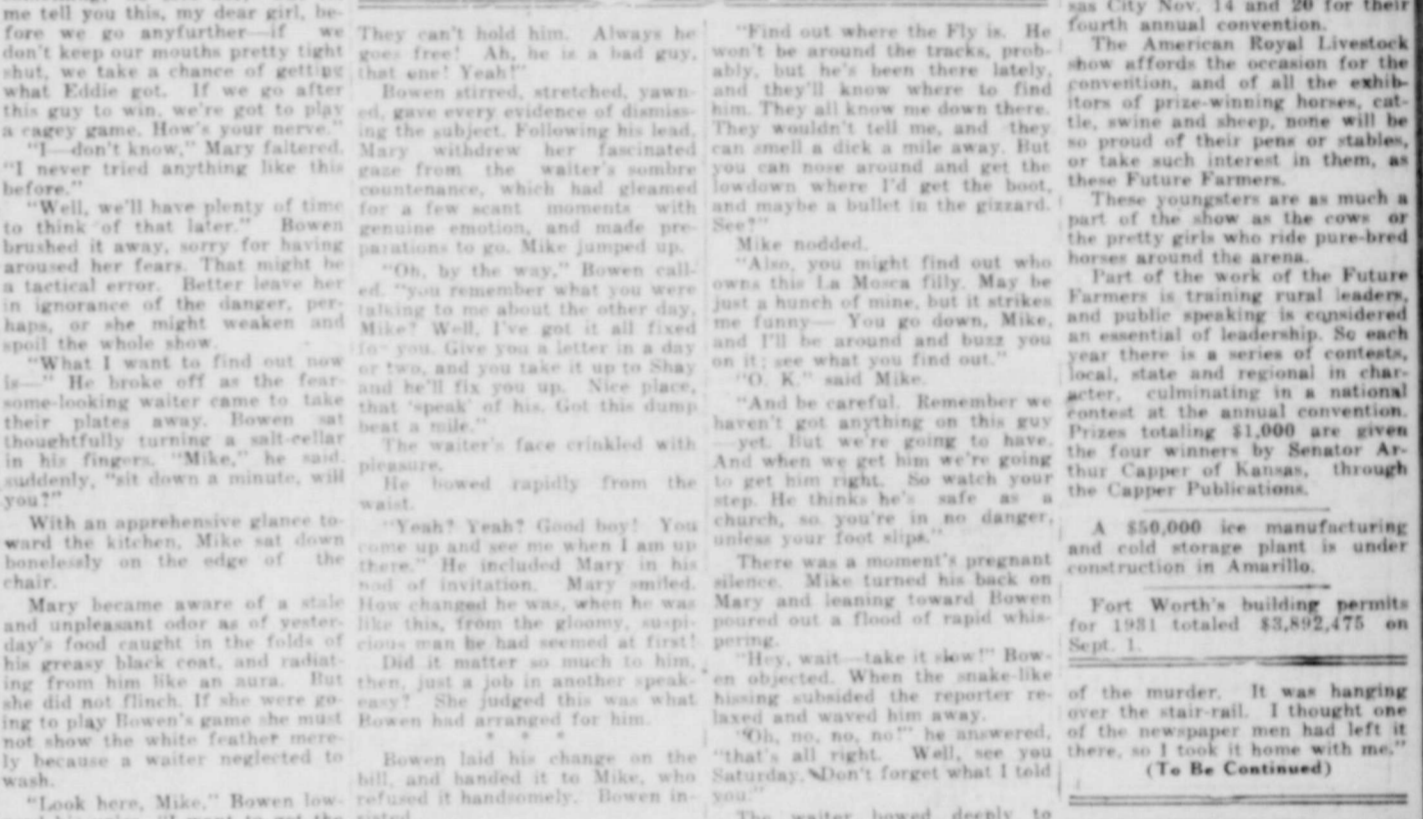 me tell you this, my dear girl, be-
fore we go anyfurther—if we
don't keep our mouths pretty tight
shut, we take a chance of getting
what Eddie got. If we go after
this guy to win, we're got to play
a cagey game. How's your nerve."
"I—don't know," Mary faltered.
"I never tried anything like this
before."
"Well, we'll have plenty of time
to think of that later." Bowen
brushed it away, sorry for having
aroused her fears. That might be
a tactical error. Better leave her
in ignorance of the danger, per-
haps, or she might weaken and
spoil the whole show.
"What I want to find out now
is—" He broke off as the fear-
some-looking waiter came to take
their plates away. Bowen sat
thoughtfully turning a salt-cellar
in his fingers. "Mike," he said,
suddenly, "sit down a minute, will
you?"
With an apprehensive glance to-
ward the kitchen, Mike sat down
bonelessly on the edge of the
chair.
Mary became aware of a stale
and unpleasant odor as of yester-
day's food caught in the folds of
his greasy black coat, and radiat-
ing from him like an aura. But
she did not flinch. If she were go-
ing to play Bowen's game she must
not show the white feather mere-
ly because a waiter neglected to
wash.
"Look here, Mike," Bowen low-
They can't hold him. Always he
goes free! Ah, he is a bad guy,
that one! Yeah!"
Bowen stirred, stretched, yawn-
ed, gave every evidence of dismiss-
ing the subject. Following his lead,
Mary withdrew her fascinated
gaze from the waiter's sombre
countenance, which had gleamed
for a few scant moments with
genuine emotion, and made pre-
parations to go. Mike jumped up.
"Oh, by the way," Bowen call-
ed, "you remember what you were
talking to me about the other day,
Mike? Well, I've got it all fixed
for you. Give you a letter in a day
or two, and you take it up to Shay
and he'll fix you up. Nice place,
that 'speak' of his. Got this dump
beat a mile."
The waiter's face crinkled with
pleasure.
He bowed rapidly from the
waist.
"Yeah? Yeah? Good boy! You
come up and see me when I am up
there." He included Mary in his
nod of invitation. Mary smiled.
How changed he was, when he was
like this, from the gloomy, suspi-
cious man he had seemed at first!
Did it matter so much to him,
then, just a job in another speak-
easy? She judged this was what
Bowen had arranged for him.
* * *
Bowen laid his change on the
bill, and handed it to Mike, who
refused it handsomely. Bowen in-
"Find out where the Fly is. He
won't be around the tracks, prob-
ably, but he's been there lately,
and they'll know where to find
him. They all know me down there.
They wouldn't tell me, and they
can smell a dick a mile away. But
you can nose around and get the
lowdown where I'd get the boot,
and maybe a bullet in the gizzard.
See?"
Mike nodded.
"Also, you might find out who
owns this La Mosca filly. May be
just a hunch of mine, but it strikes
me funny— You go down, Mike,
and I'll be around and buzz you
on it; see what you find out."
"O. K." said Mike.
"And be careful. Remember we
haven't got anything on this guy
—yet. But we're going to have.
And when we get him we're going
to get him right. So watch your
step. He thinks he's safe as a
church, so you're in no danger,
unless your foot slips."
There was a moment's pregnant
silence. Mike turned his back on
Mary and leaning toward Bowen
poured out a flood of rapid whis-
pering.
"Hey, wait—take it slow!" Bow-
en objected. When the snake-like
hissing subsided the reporter re-
laxed and waved him away.
"Oh, no, no, no!" he answered,
"that's all right. Well, see you
Saturday. Don't forget what I told
you."
The waiter bowed deeply to
sas City Nov. 14 and 20 for their
fourth annual convention.
The American Royal Livestock
show affords the occasion for the
convention, and of all the exhib-
itors of prize-winning horses, cat-
tle, swine and sheep, none will be
so proud of their pens or stables,
or take such interest in them, as
these Future Farmers.
These youngsters are as much a
part of the show as the cows or
the pretty girls who ride pure-bred
horses around the arena.
Part of the work of the Future
Farmers is training rural leaders,
and public speaking is considered
an essential of leadership. So each
year there is a series of contests,
local, state and regional in char-
acter, culminating in a national
contest at the annual convention.
Prizes totaling $1,000 are given
the four winners by Senator Ar-
thur Capper of Kansas, through
the Capper Publications.
A $50,000 ice manufacturing
and cold storage plant is under
construction in Amarillo.
Fort Worth's building permits
for 1931 totaled $3,892,475 on
Sept. 1.
of the murder. It was hanging
over the stair-rail. I thought one
of the newspaper men had left it
there, so I took it home with me."
(To Be Continued)